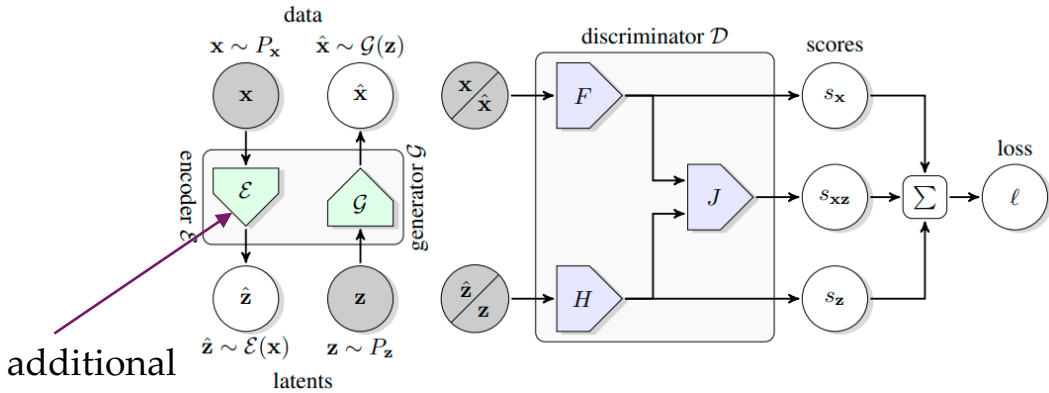 data
x ∼ P_x
x̂ ∼ G(z)
x
x̂
encoder ℰ
ℰ
G
generator G
ẑ
z
ẑ ∼ ℰ(x)
z ∼ P_z
latents
additional
discriminator D
x
x̂
F
J
ẑ
z
H
scores
s_x
s_xz
s_z
∑
loss
ℓ